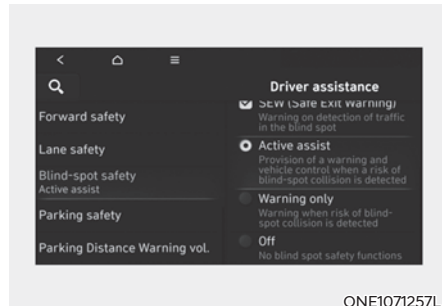 Driver assistance
Forward safety
Lane safety
Blind-spot safety
Active assist
Parking safety
Parking Distance Warning vol.
SEW (Safe Exit Warning)
Warning on detection of traffic
in the blind spot
Active assist
Provision of a warning and
vehicle control when a risk of
blind-spot collision is detected
Warning only
Warning when risk of blind-
spot collision is detected
Off
No blind spot safety functions
ONE1071257L